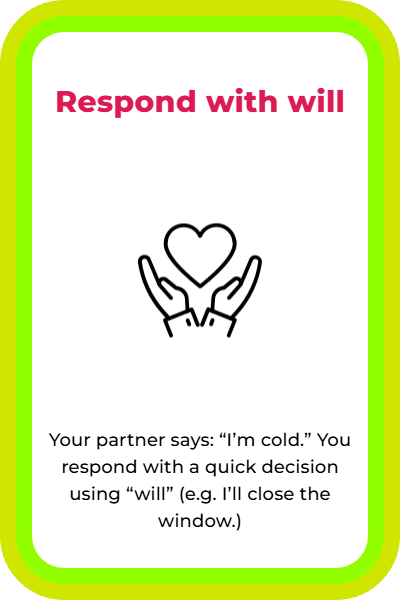 Respond with will
Your partner says: “I’m cold.” You
respond with a quick decision
using “will” (e.g. I’ll close the
window.)